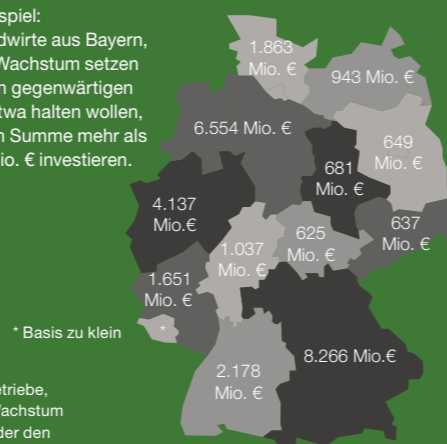 spiel:
dwirte aus Bayern,
Wachstum setzen
n gegenwärtigen
etwa halten wollen,
n Summe mehr als
io. € investieren.
1.863
Mio. €
943 Mio.€
6.554 Mio. €
649
Mio. €
681
Mio. €
4.137
Mio.€
637
Mio. €
625
Mio.€
1.037
Mio. €
1.651
Mio. €
*
* Basis zu klein
2.178
Mio. €
8.266 Mio.€
etriebe,
Wachstum
der den